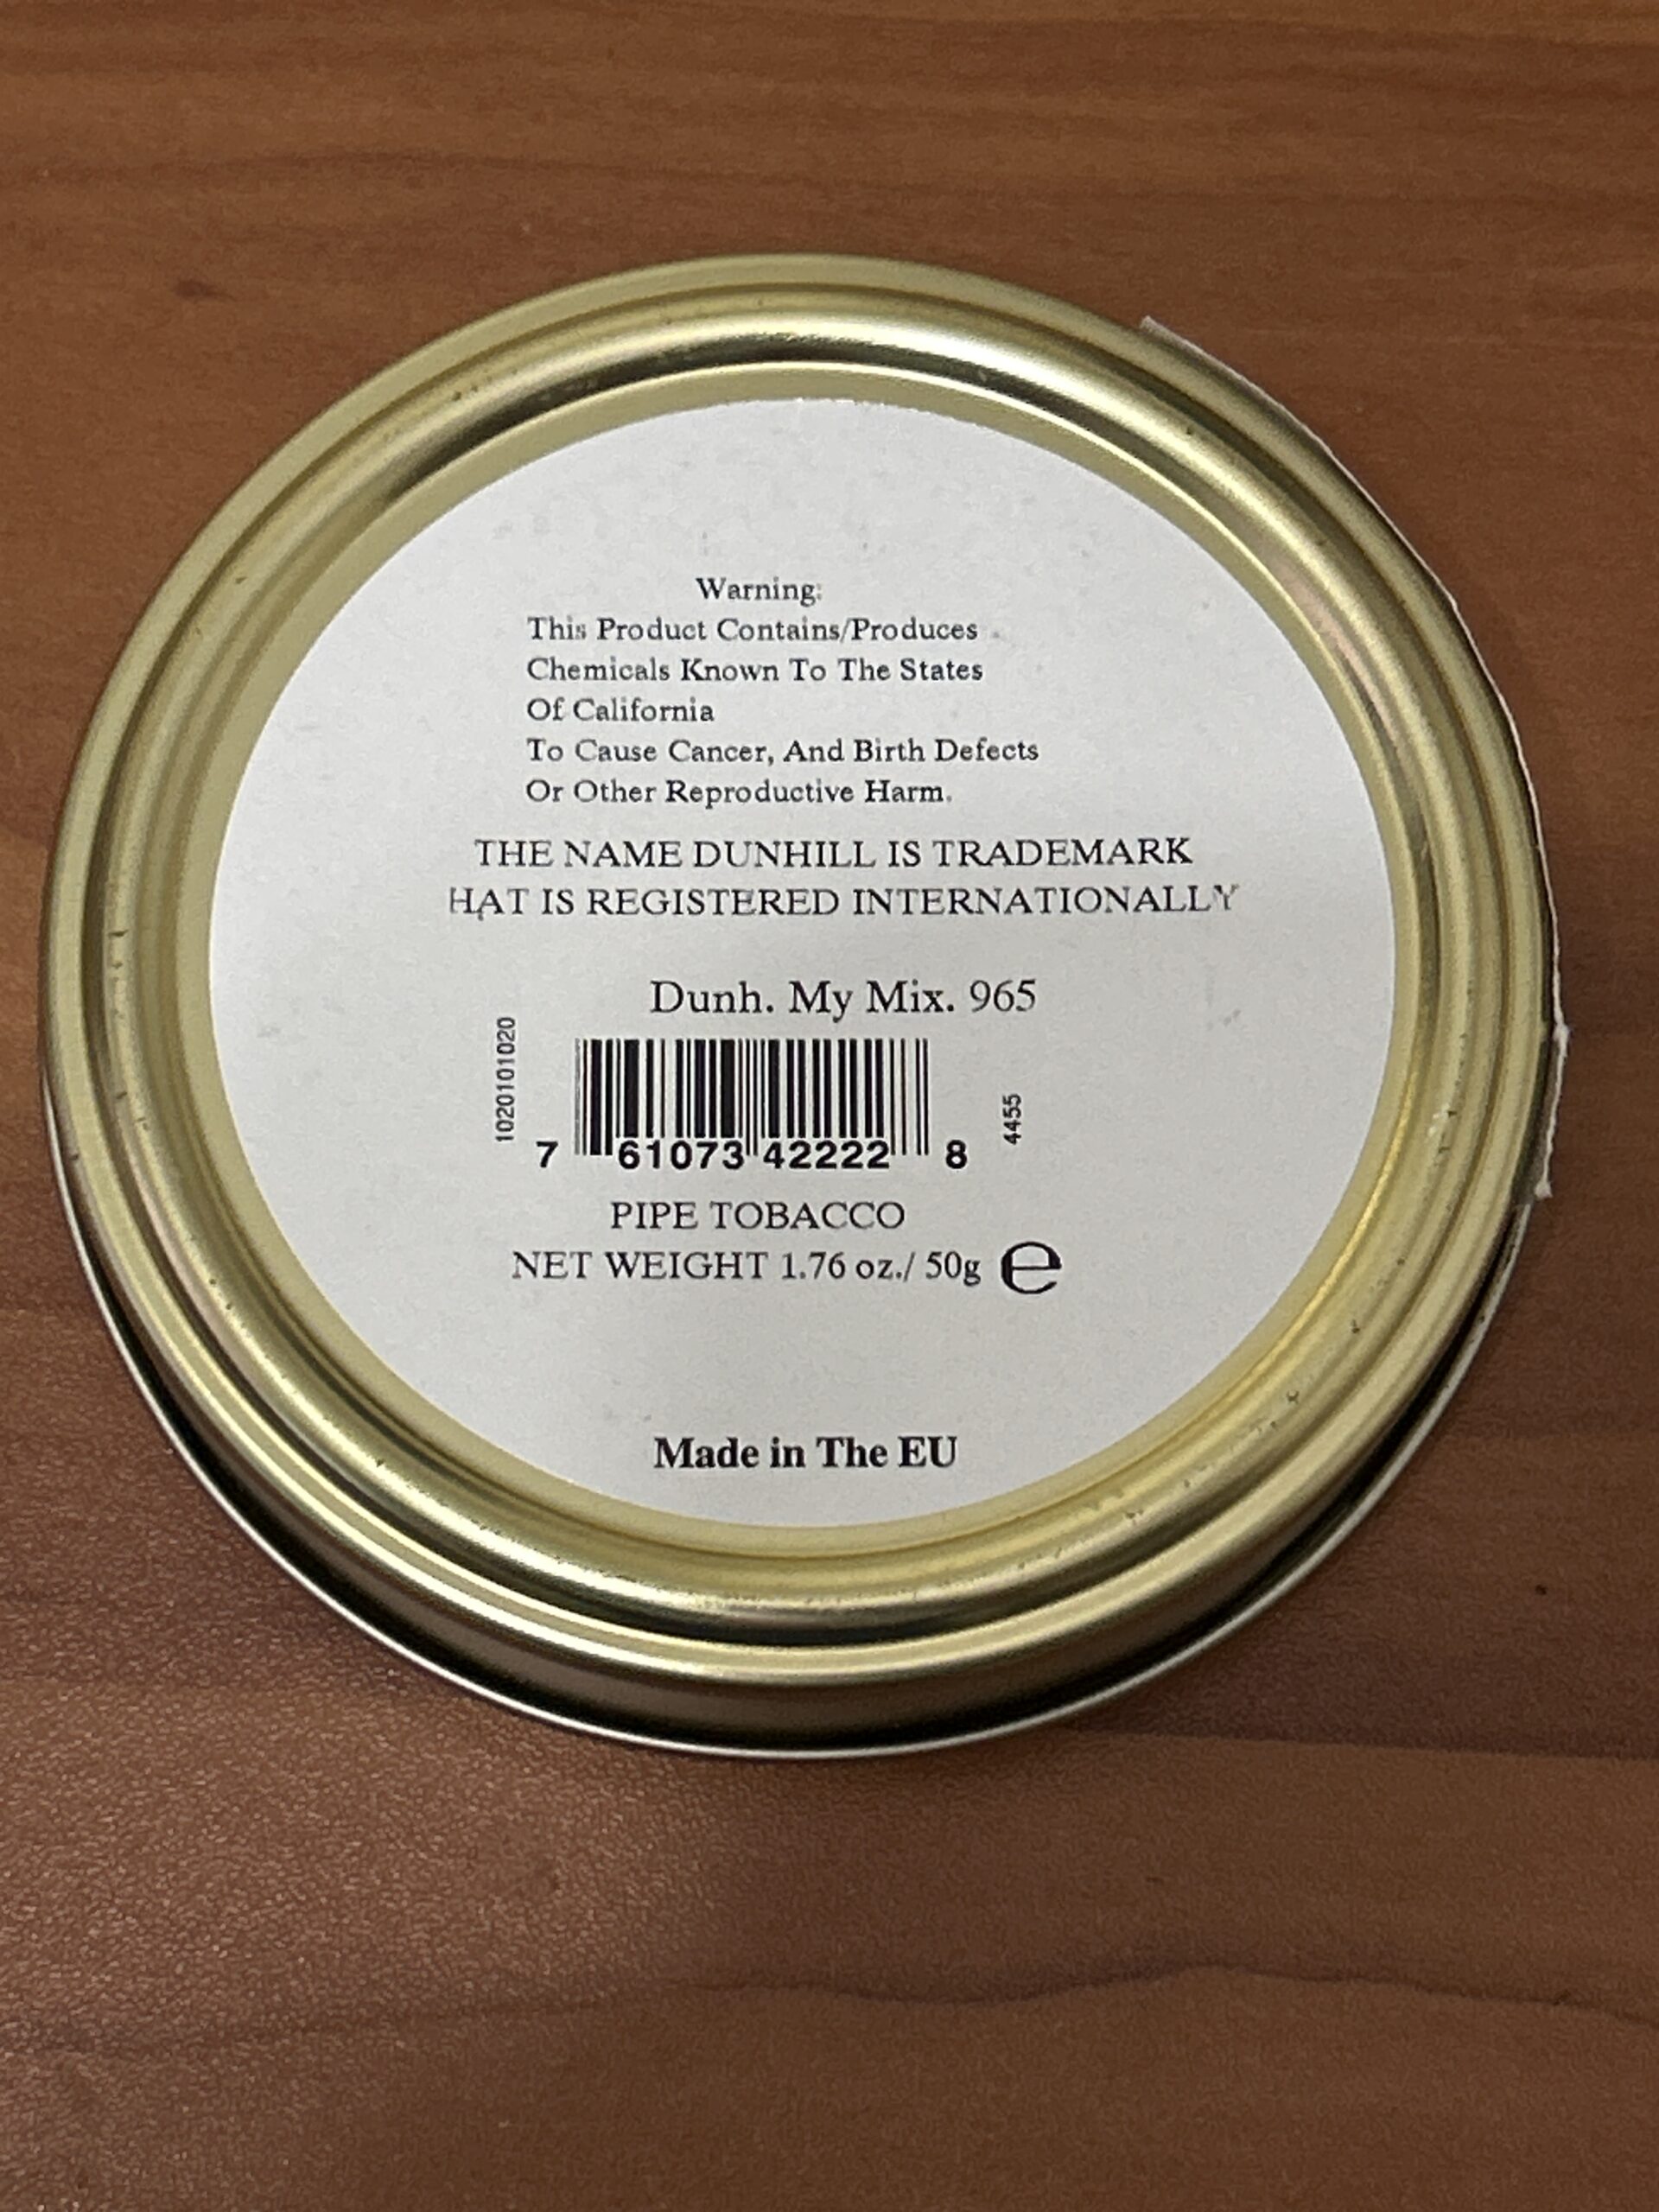 Warning:
This Product Contains/Produces
Chemicals Known To The States
Of California
To Cause Cancer, And Birth Defects
Or Other Reproductive Harm.
THE NAME DUNHILL IS TRADEMARK
HAT IS REGISTERED INTERNATIONALLY
Dunh. My Mix. 965
1020101020
7 61073 42222 8
4455
PIPE TOBACCO
NET WEIGHT 1.76 oz./ 50g ℮
Made in The EU